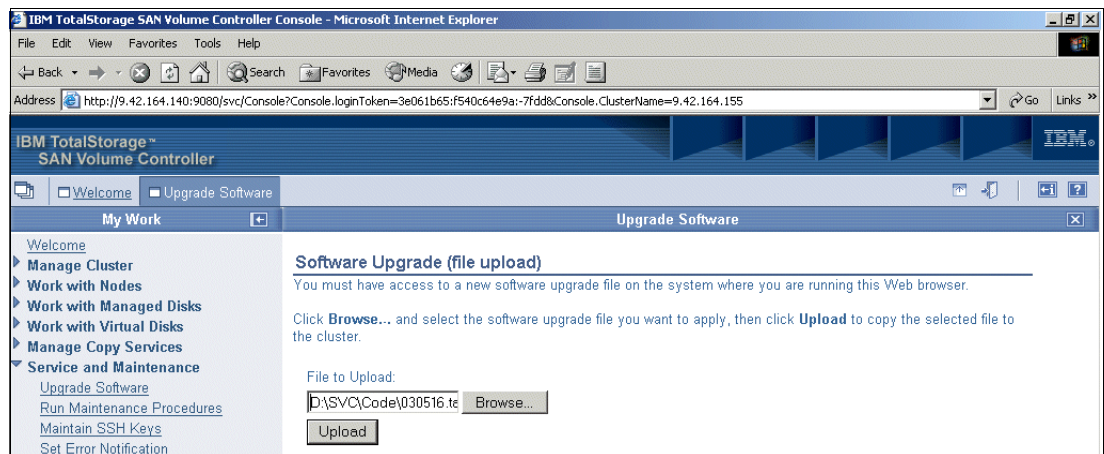 IBM TotalStorage SAN Volume Controller Console - Microsoft Internet Explorer
File Edit View Favorites Tools Help
Back Search Favorites Media
Address http://9.42.164.140:9080/svc/Console?Console.loginToken=3e061b65:f540c64e9a:-7fdd&Console.ClusterName=9.42.164.155 Go Links »
IBM TotalStorage™
SAN Volume Controller
IBM®
Welcome Upgrade Software
My Work
Upgrade Software
Welcome
Manage Cluster
Work with Nodes
Work with Managed Disks
Work with Virtual Disks
Manage Copy Services
Service and Maintenance
Upgrade Software
Run Maintenance Procedures
Maintain SSH Keys
Set Error Notification
Software Upgrade (file upload)
You must have access to a new software upgrade file on the system where you are running this Web browser.
Click Browse... and select the software upgrade file you want to apply, then click Upload to copy the selected file to
the cluster.
File to Upload:
D:\SVC\Code\030516.ta Browse...
Upload